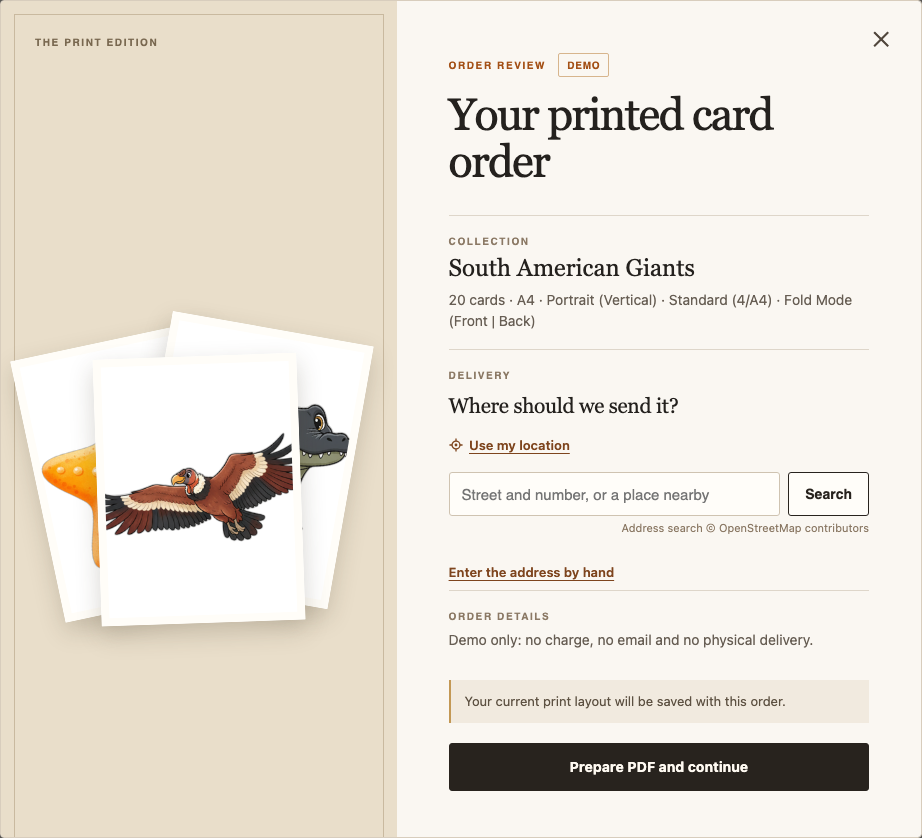 THE PRINT EDITION
ORDER REVIEW DEMO
Your printed card
order
COLLECTION
South American Giants
20 cards · A4 · Portrait (Vertical) · Standard (4/A4) · Fold Mode
(Front | Back)
DELIVERY
Where should we send it?
Use my location
Street and number, or a place nearby
Search
Address search © OpenStreetMap contributors
Enter the address by hand
ORDER DETAILS
Demo only: no charge, no email and no physical delivery.
Your current print layout will be saved with this order.
Prepare PDF and continue